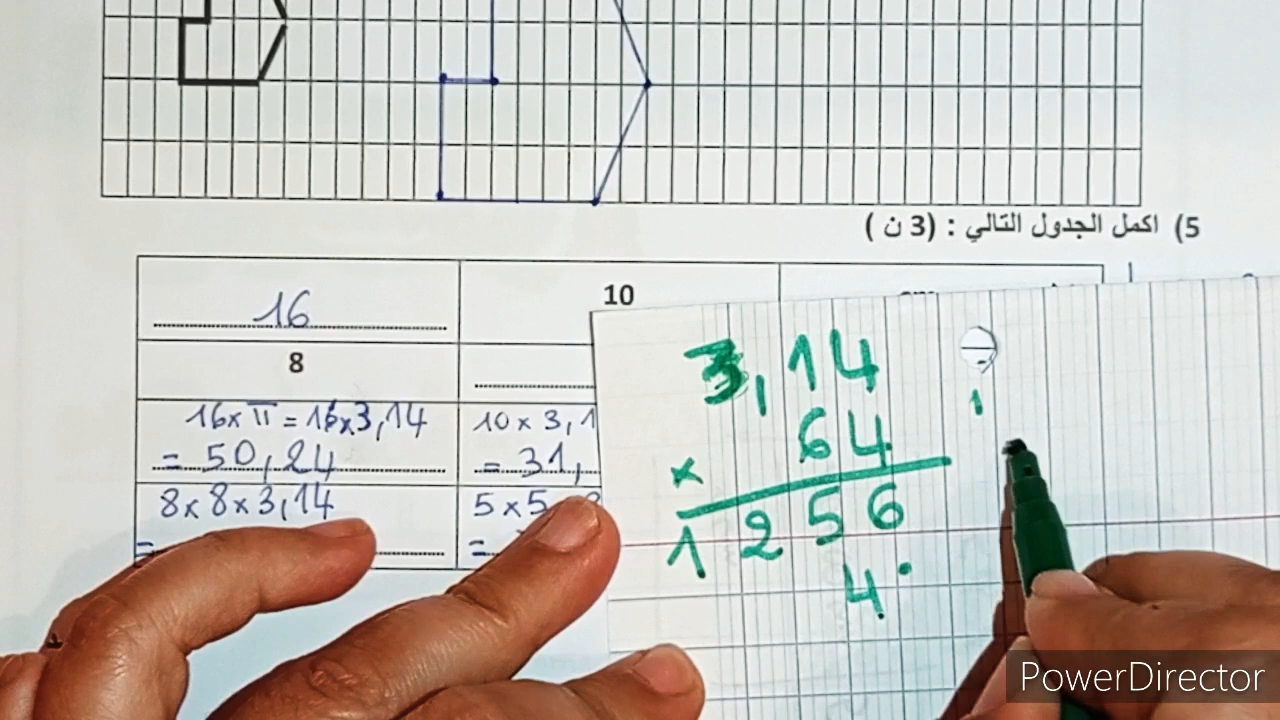 5) اكمل الجدول التالي : (3 ن )
16
10
8
16 × π = 16 × 3,14
= 50,24
10 × 3,1
= 31,
8 × 8 × 3,14
=
5 × 5
=
3,14
64
×
1256
4 .
1
PowerDirector